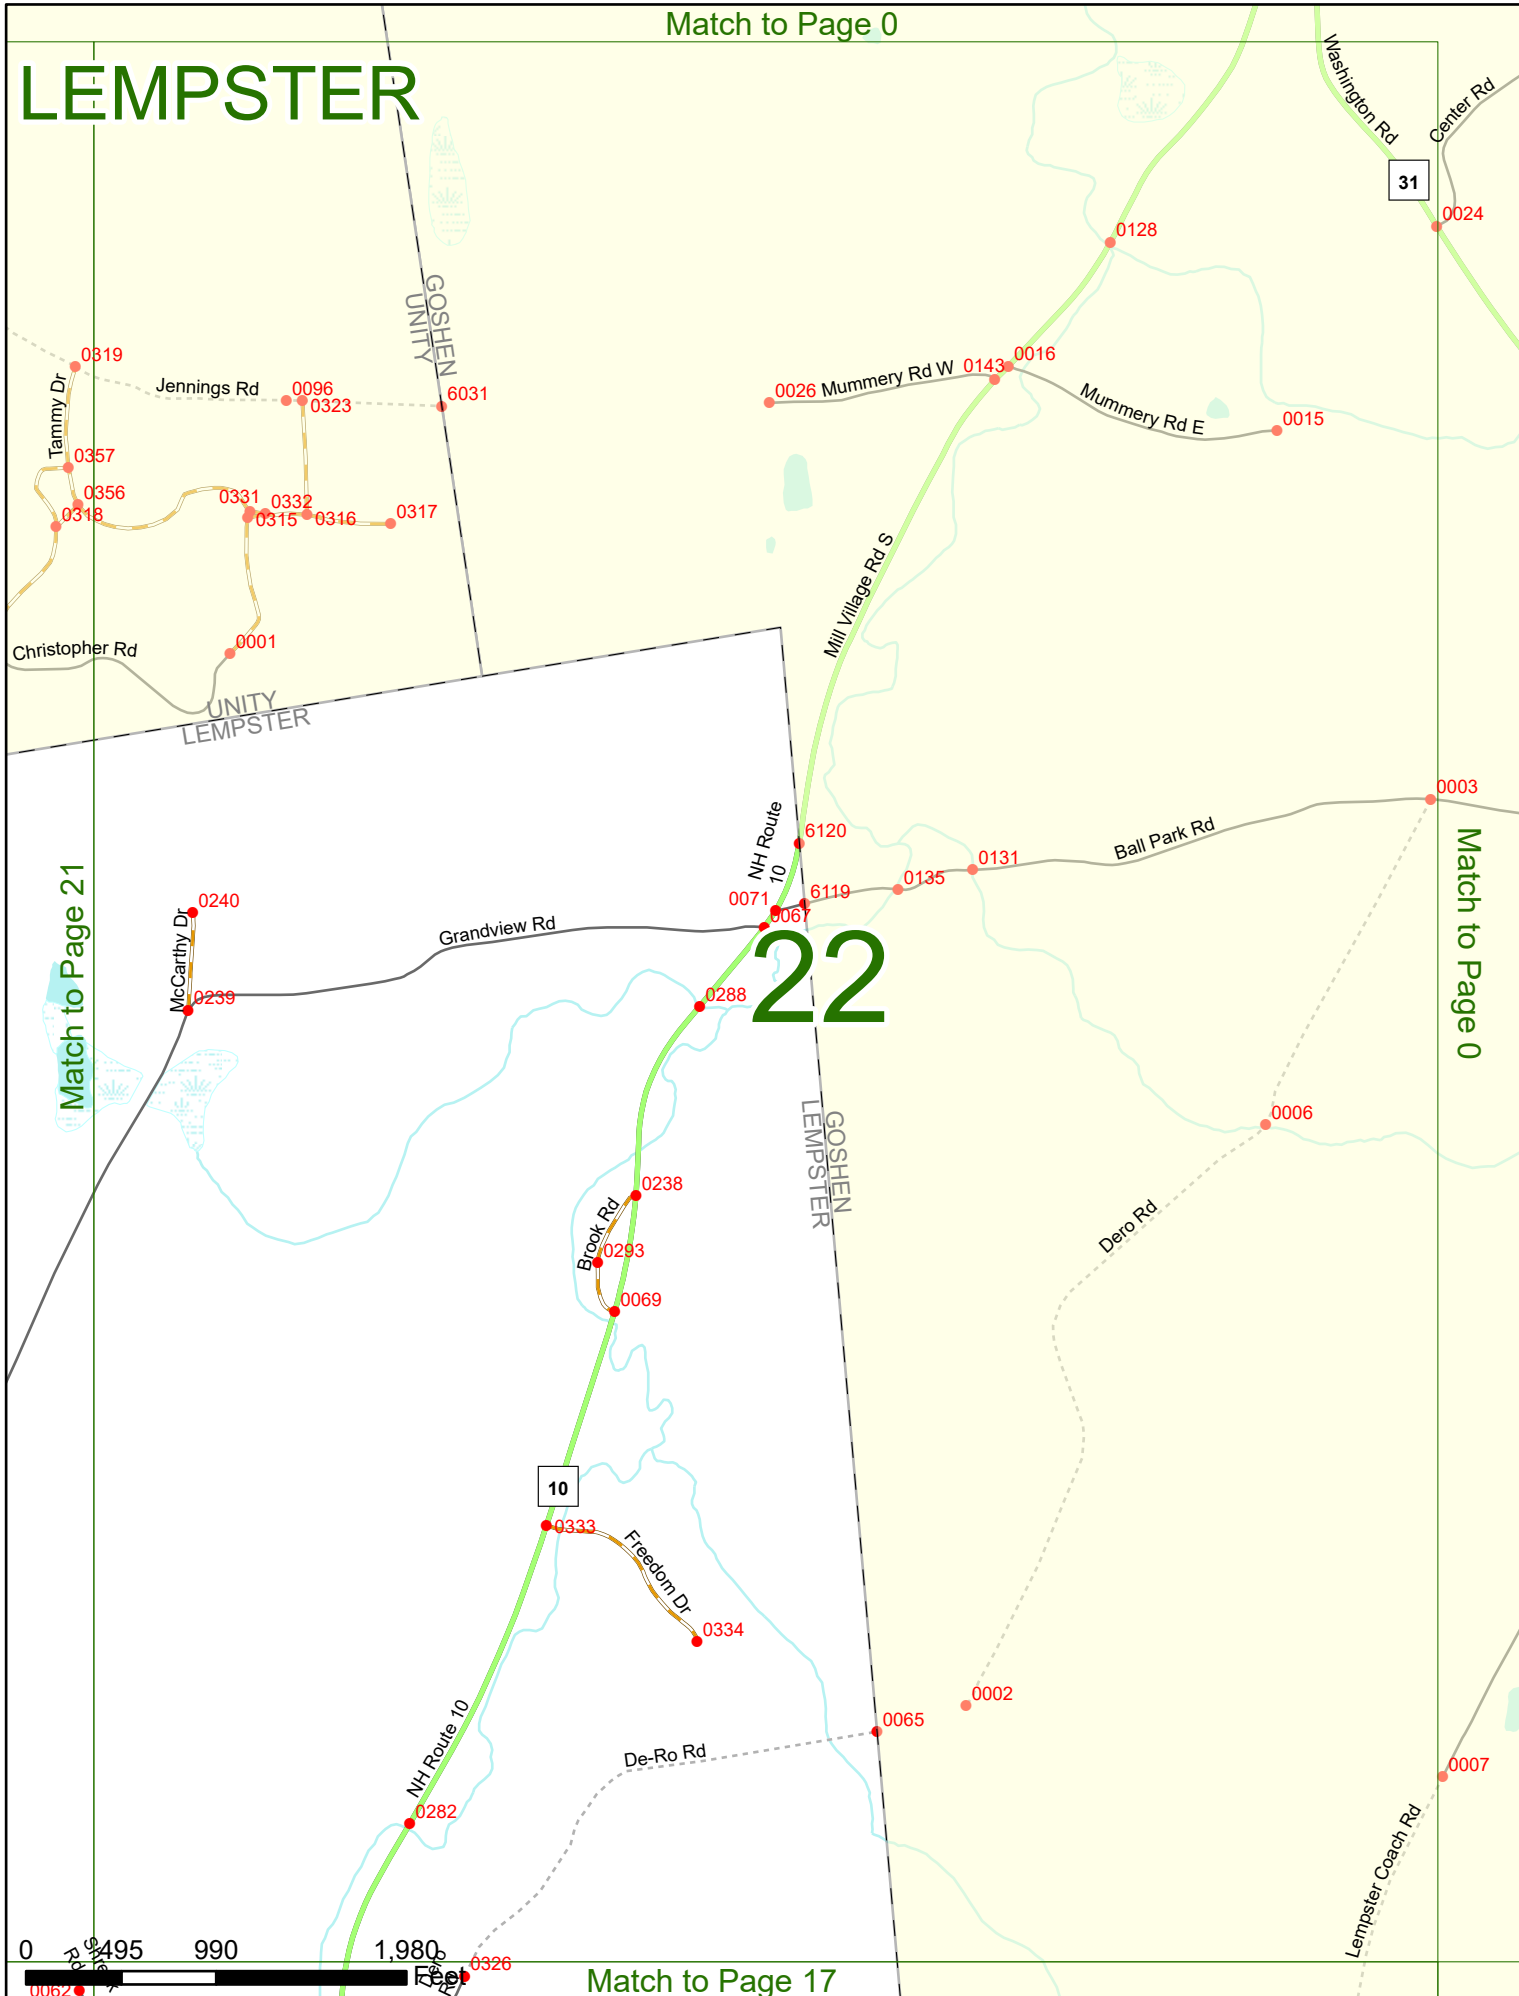 Match to Page 0
LEMPSTER
Washington Rd
Center Rd
31
0024
0128
GOSHEN
UNITY
0319
Jennings Rd
0096
0323
6031
Tammy Dr
0026
Mummery Rd W
0143
0016
Mummery Rd E
0015
0357
0356
0318
0331
0332
0315
0316
0317
Mill Village Rd S
Christopher Rd
0001
UNITY
LEMPSTER
0003
NH Route
10
6120
Ball Park Rd
Match to Page 21
Match to Page 0
0131
0135
6119
0071
0067
0240
McCarthy Dr
Grandview Rd
22
0239
0288
GOSHEN
LEMPSTER
0006
0238
Brook Rd
0293
0069
Dero Rd
10
0333
Freedom Dr
0334
0002
0065
De-Ro Rd
NH Route 10
0007
0282
Lempster Coach Rd
0
495
990
1,980
Feet
Rd
0326
Dero
0062
Match to Page 17